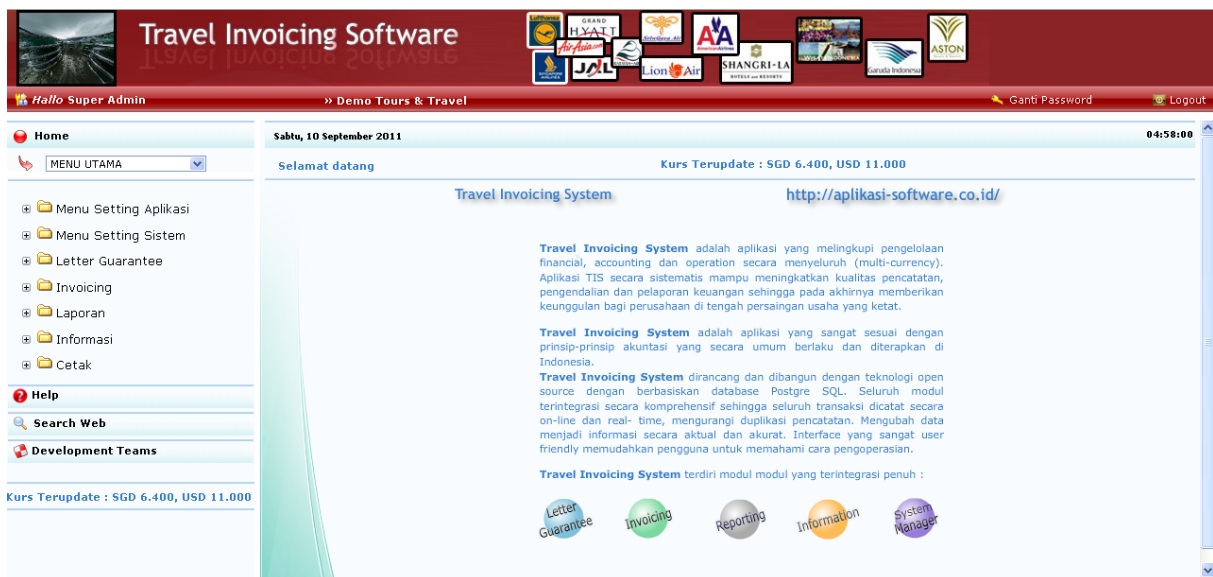 Travel Invoicing Software
Lufthansa
GRAND
HYATT
AirAsia.com
SINGAPORE AIRLINES
JAL
Lion Air
AA
AmericanAirlines
SHANGRI-LA
HOTELS and RESORTS
Garuda Indonesia
ASTON
Hallo Super Admin
» Demo Tours & Travel
Ganti Password
Logout
Home
MENU UTAMA
Menu Setting Aplikasi
Menu Setting Sistem
Letter Guarantee
Invoicing
Laporan
Informasi
Cetak
Help
Search Web
Development Teams
Kurs Terupdate : SGD 6.400, USD 11.000
Sabtu, 10 September 2011
04:58:00
Selamat datang
Kurs Terupdate : SGD 6.400, USD 11.000
Travel Invoicing System
http://aplikasi-software.co.id/
Travel Invoicing System adalah aplikasi yang melingkupi pengelolaan
financial, accounting dan operation secara menyeluruh (multi-currency).
Aplikasi TIS secara sistematis mampu meningkatkan kualitas pencatatan,
pengendalian dan pelaporan keuangan sehingga pada akhirnya memberikan
keunggulan bagi perusahaan di tengah persaingan usaha yang ketat.
Travel Invoicing System adalah aplikasi yang sangat sesuai dengan
prinsip-prinsip akuntasi yang secara umum berlaku dan diterapkan di
Indonesia.
Travel Invoicing System dirancang dan dibangun dengan teknologi open
source dengan berbasiskan database Postgre SQL. Seluruh modul
terintegrasi secara komprehensif sehingga seluruh transaksi dicatat secara
on-line dan real- time, mengurangi duplikasi pencatatan. Mengubah data
menjadi informasi secara aktual dan akurat. Interface yang sangat user
friendly memudahkan pengguna untuk memahami cara pengoperasian.
Travel Invoicing System terdiri modul modul yang terintegrasi penuh :
Letter
Guarantee
Invoicing
Reporting
Information
System
Manager